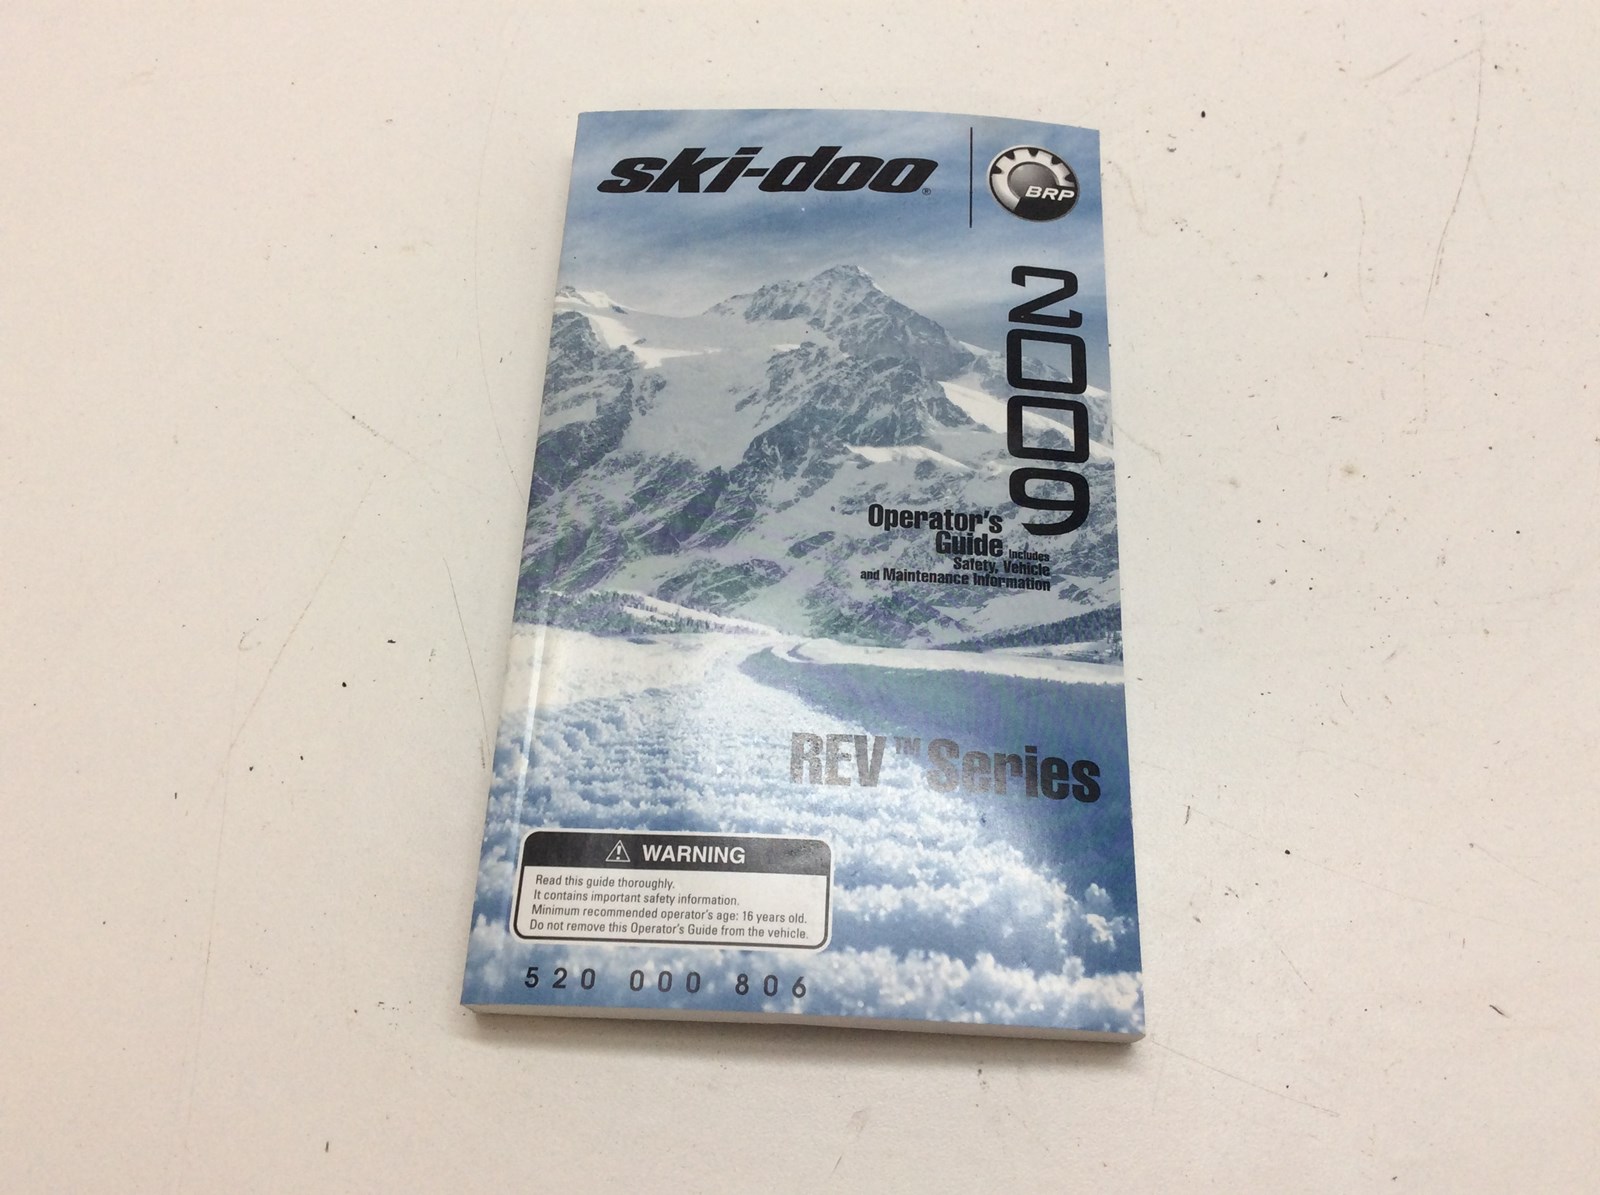 ski-doo®
BRP
2009
Operator's
Guide includes
Safety, Vehicle
and Maintenance Information
REV™ Series
WARNING
Read this guide thoroughly.
It contains important safety information.
Minimum recommended operator's age: 16 years old.
Do not remove this Operator's Guide from the vehicle.
520 000 806